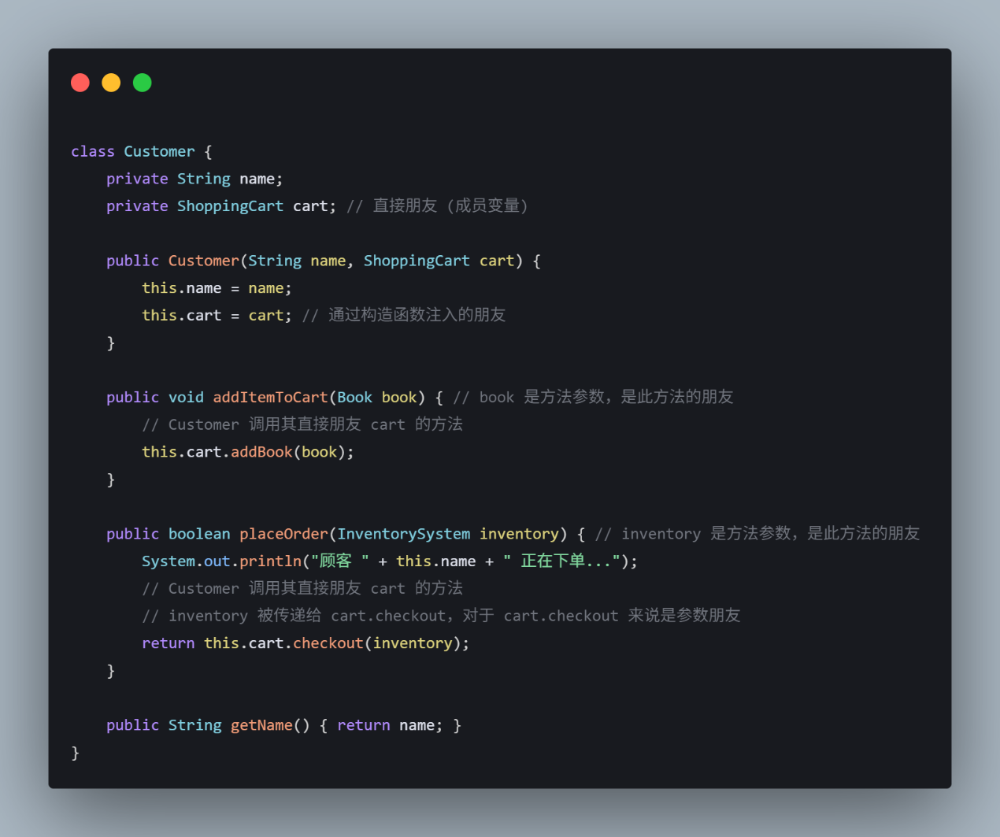 class Customer {
    private String name;
    private ShoppingCart cart; // 直接朋友 (成员变量)

    public Customer(String name, ShoppingCart cart) {
        this.name = name;
        this.cart = cart; // 通过构造函数注入的朋友
    }

    public void addItemToCart(Book book) { // book 是方法参数，是此方法的朋友
        // Customer 调用其直接朋友 cart 的方法
        this.cart.addBook(book);
    }

    public boolean placeOrder(InventorySystem inventory) { // inventory 是方法参数，是此方法的朋友
        System.out.println("顾客 " + this.name + " 正在下单...");
        // Customer 调用其直接朋友 cart 的方法
        // inventory 被传递给 cart.checkout，对于 cart.checkout 来说是参数朋友
        return this.cart.checkout(inventory);
    }

    public String getName() { return name; }
}